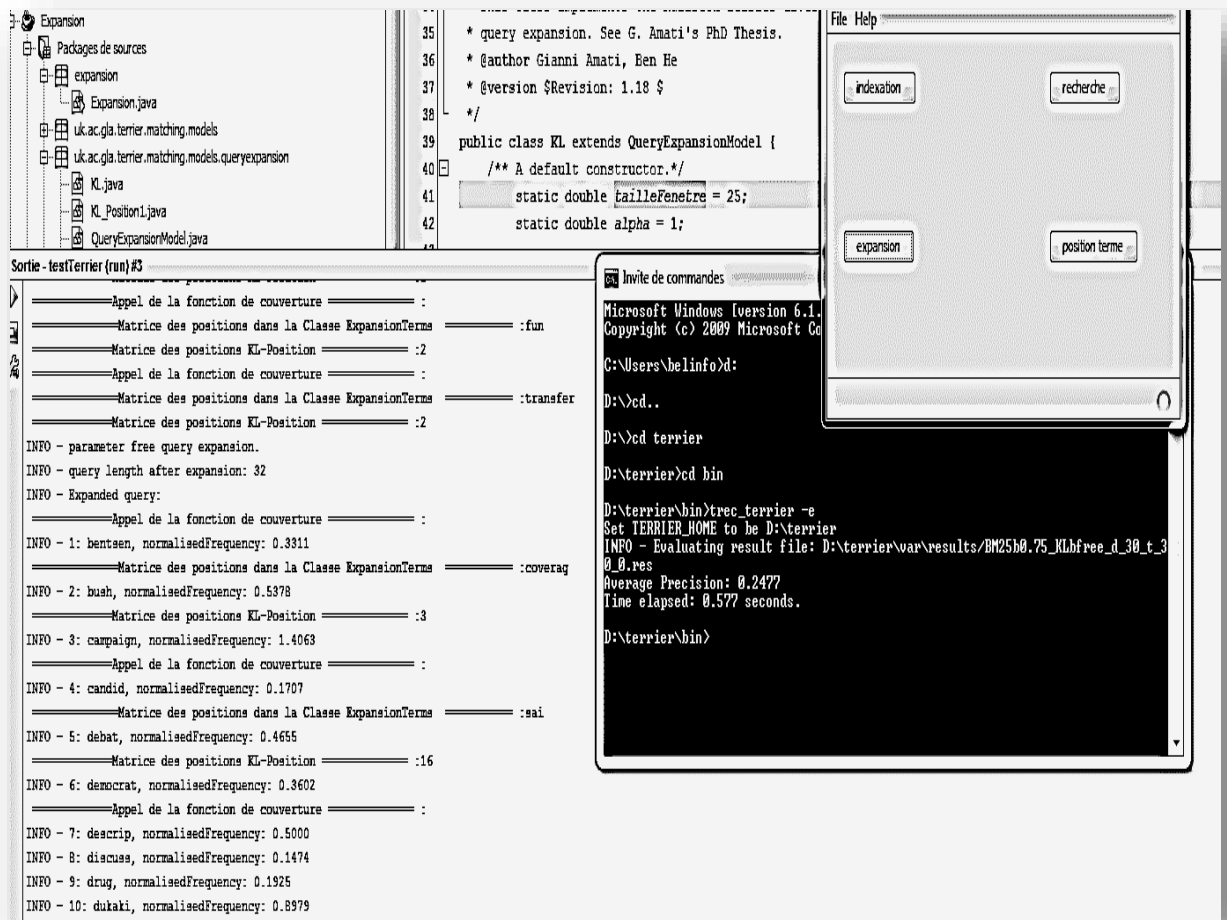 Expansion
Packages de sources
expansion
Expansion.java
uk.ac.gla.terrier.matching.models
uk.ac.gla.terrier.matching.models.queryexpansion
KL.java
KL_Position1.java
QueryExpansionModel.java
35 * query expansion. See G. Amati's PhD Thesis.
36 * @author Gianni Amati, Ben He
37 * @version $Revision: 1.18 $
38 */
39 public class KL extends QueryExpansionModel {
40 /** A default constructor.*/
41 static double tailleFenetre = 25;
42 static double alpha = 1;
File Help
indexation
recherche
expansion
position terme
Sortie - testTerrier (run) #3
Appel de la fonction de couverture :
Matrice des positions dans la Classe ExpansionTerms :fun
Matrice des positions KL-Position :2
Appel de la fonction de couverture :
Matrice des positions dans la Classe ExpansionTerms :transfer
Matrice des positions KL-Position :2
INFO - parameter free query expansion.
INFO - query length after expansion: 32
INFO - Expanded query:
Appel de la fonction de couverture :
INFO - 1: bentsen, normalisedFrequency: 0.3311
Matrice des positions dans la Classe ExpansionTerms :coverag
INFO - 2: bush, normalisedFrequency: 0.5378
Matrice des positions KL-Position :3
INFO - 3: campaign, normalisedFrequency: 1.4063
Appel de la fonction de couverture :
INFO - 4: candid, normalisedFrequency: 0.1707
Matrice des positions dans la Classe ExpansionTerms :sai
INFO - 5: debat, normalisedFrequency: 0.4655
Matrice des positions KL-Position :16
INFO - 6: democrat, normalisedFrequency: 0.3602
Appel de la fonction de couverture :
INFO - 7: descrip, normalisedFrequency: 0.5000
INFO - 8: discuss, normalisedFrequency: 0.1474
INFO - 9: drug, normalisedFrequency: 0.1925
INFO - 10: dukaki, normalisedFrequency: 0.8979
Invite de commandes
Microsoft Windows [version 6.1.
Copyright (c) 2009 Microsoft Co
C:\Users\belinfo>d:
D:\>cd..
D:\>cd terrier
D:\terrier>cd bin
D:\terrier\bin>trec_terrier -e
Set TERRIER_HOME to be D:\terrier
INFO - Evaluating result file: D:\terrier\var\results/BM25b0.75_KLbfree_d_30_t_3
0_0.res
Average Precision: 0.2477
Time elapsed: 0.577 seconds.
D:\terrier\bin>